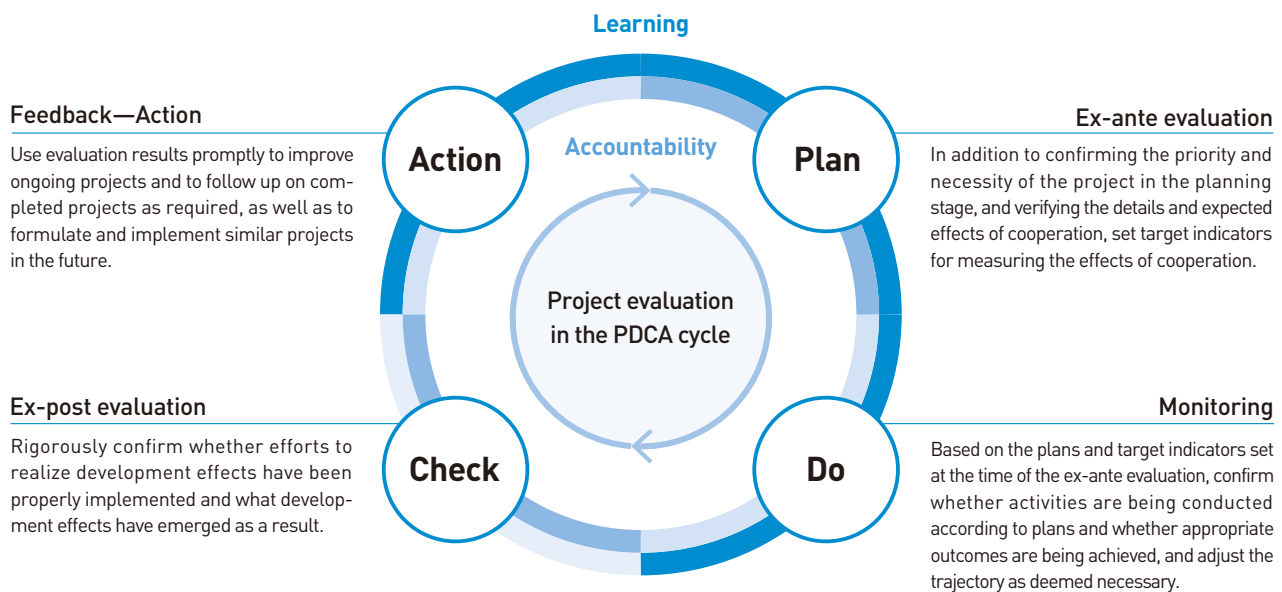 Learning
Accountability
Feedback—Action
Action
Use evaluation results promptly to improve
ongoing projects and to follow up on com-
pleted projects as required, as well as to
formulate and implement similar projects
in the future.
Ex-ante evaluation
Plan
In addition to confirming the priority and
necessity of the project in the planning
stage, and verifying the details and expected
effects of cooperation, set target indicators
for measuring the effects of cooperation.
Project evaluation
in the PDCA cycle
Ex-post evaluation
Check
Rigorously confirm whether efforts to
realize development effects have been
properly implemented and what develop-
ment effects have emerged as a result.
Monitoring
Do
Based on the plans and target indicators set
at the time of the ex-ante evaluation, confirm
whether activities are being conducted
according to plans and whether appropriate
outcomes are being achieved, and adjust the
trajectory as deemed necessary.